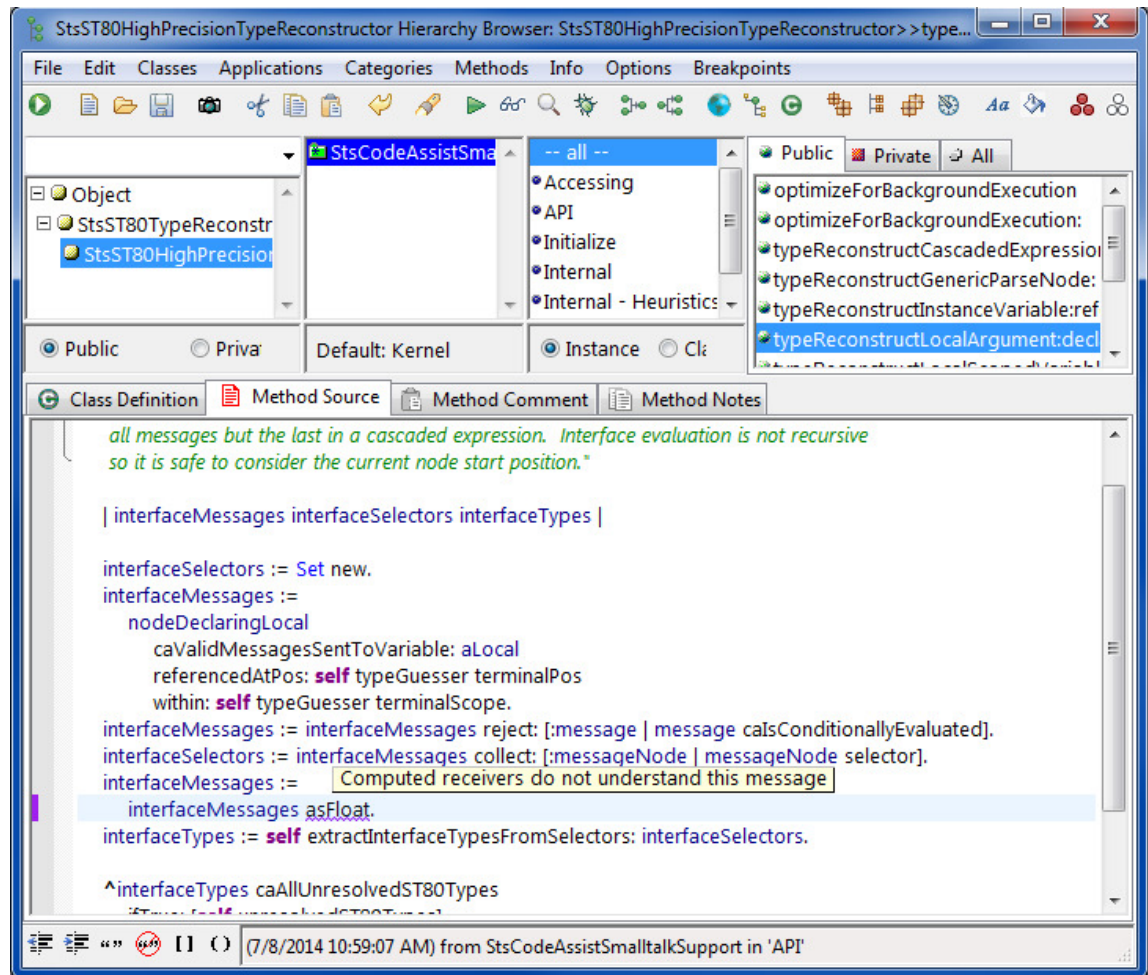 StsST80HighPrecisionTypeReconstructor Hierarchy Browser: StsST80HighPrecisionTypeReconstructor>>type...
File Edit Classes Applications Categories Methods Info Options Breakpoints
Aa
Object
StsST80TypeReconstr
StsST80HighPrecision
Public Priva
StsCodeAssistSma
Default: Kernel
-- all --
Accessing
API
Initialize
Internal
Internal - Heuristics
Instance Cla
Public Private All
optimizeForBackgroundExecution
optimizeForBackgroundExecution:
typeReconstructCascadedExpression
typeReconstructGenericParseNode:
typeReconstructInstanceVariable:ref
typeReconstructLocalArgument:decl
typeReconstructLocalScopedVariabl
Class Definition Method Source Method Comment Method Notes
all messages but the last in a cascaded expression. Interface evaluation is not recursive
so it is safe to consider the current node start position."
| interfaceMessages interfaceSelectors interfaceTypes |
interfaceSelectors := Set new.
interfaceMessages :=
nodeDeclaringLocal
caValidMessagesSentToVariable: aLocal
referencedAtPos: self typeGuesser terminalPos
within: self typeGuesser terminalScope.
interfaceMessages := interfaceMessages reject: [:message | message caIsConditionallyEvaluated].
interfaceSelectors := interfaceMessages collect: [:messageNode | messageNode selector].
interfaceMessages :=
Computed receivers do not understand this message
interfaceMessages asFloat.
interfaceTypes := self extractInterfaceTypesFromSelectors: interfaceSelectors.
^interfaceTypes caAllUnresolvedST80Types
ifTrue: [self unresolvedST80Types]
“” [] () (7/8/2014 10:59:07 AM) from StsCodeAssistSmalltalkSupport in 'API'